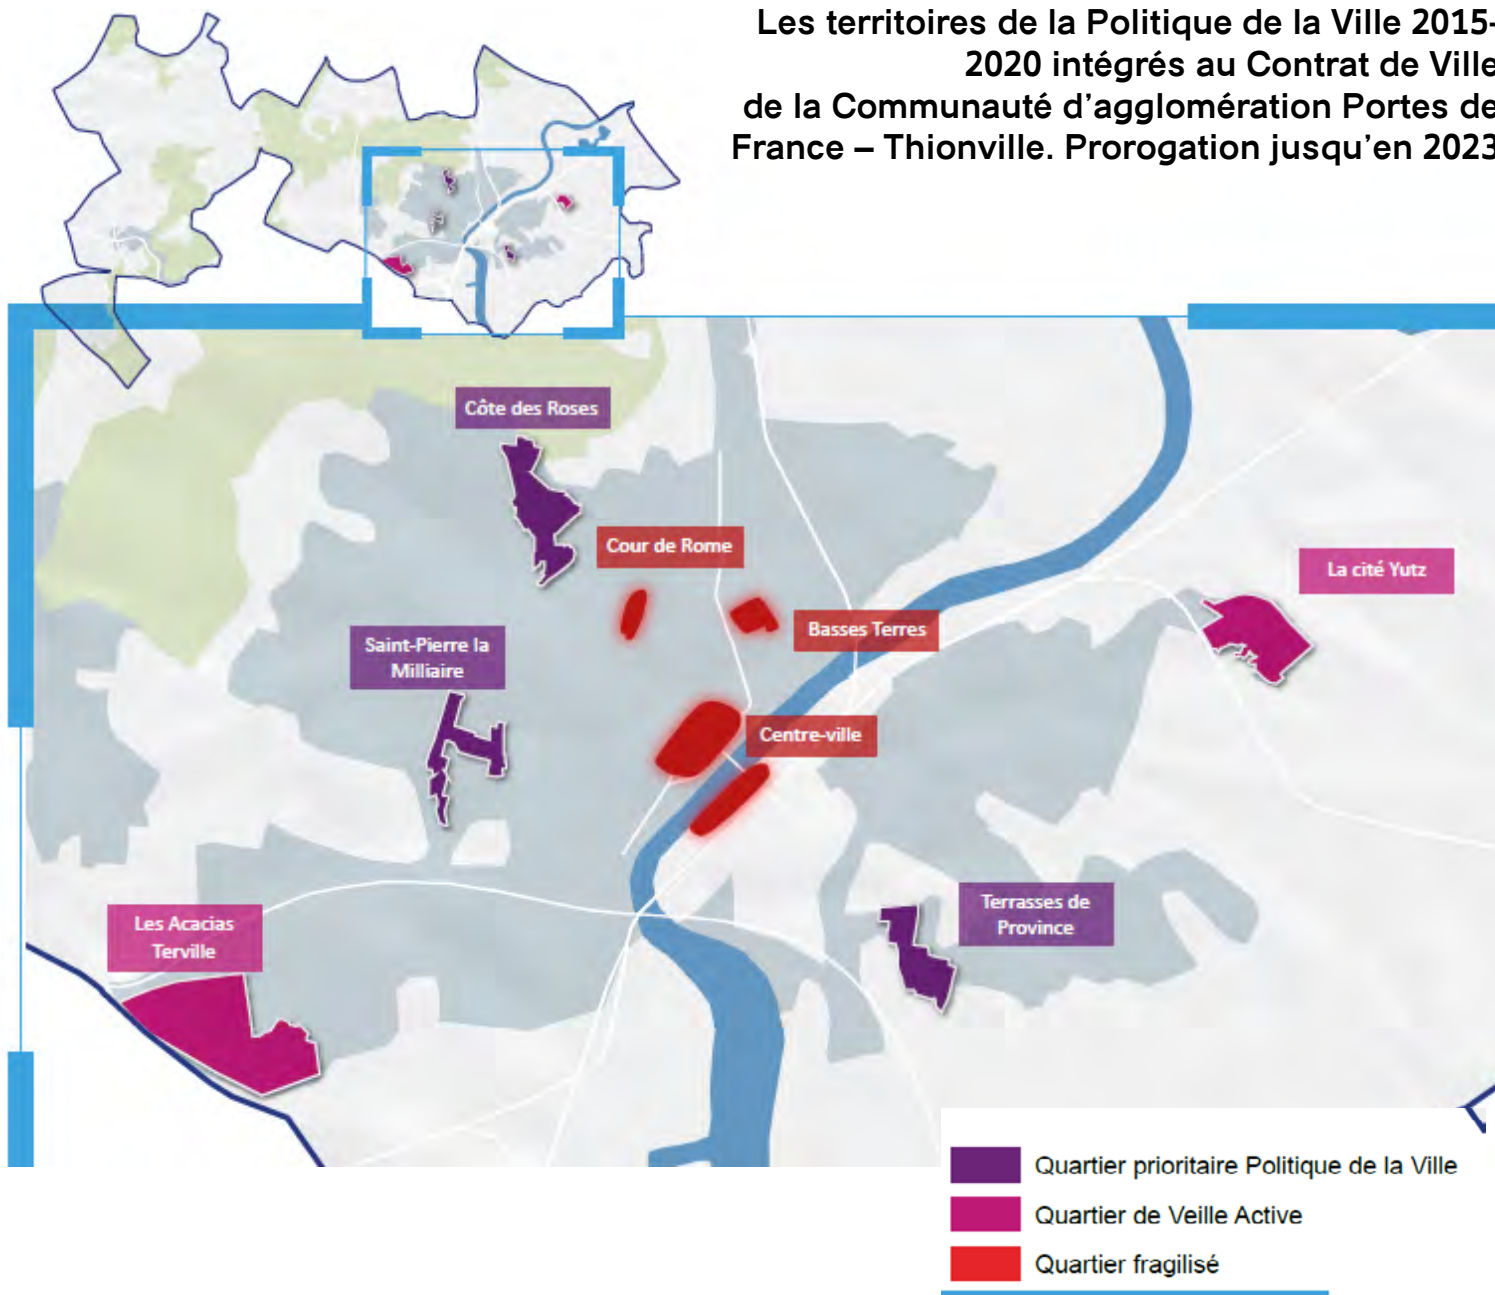 Les territoires de la Politique de la Ville 2015-
2020 intégrés au Contrat de Ville
de la Communauté d'agglomération Portes de
France – Thionville. Prorogation jusqu'en 2023
Côte des Roses
Cour de Rome
La cité Yutz
Basses Terres
Saint-Pierre la
Milliaire
Centre-ville
Terrasses de
Province
Les Acacias
Terville
Quartier prioritaire Politique de la Ville
Quartier de Veille Active
Quartier fragilisé